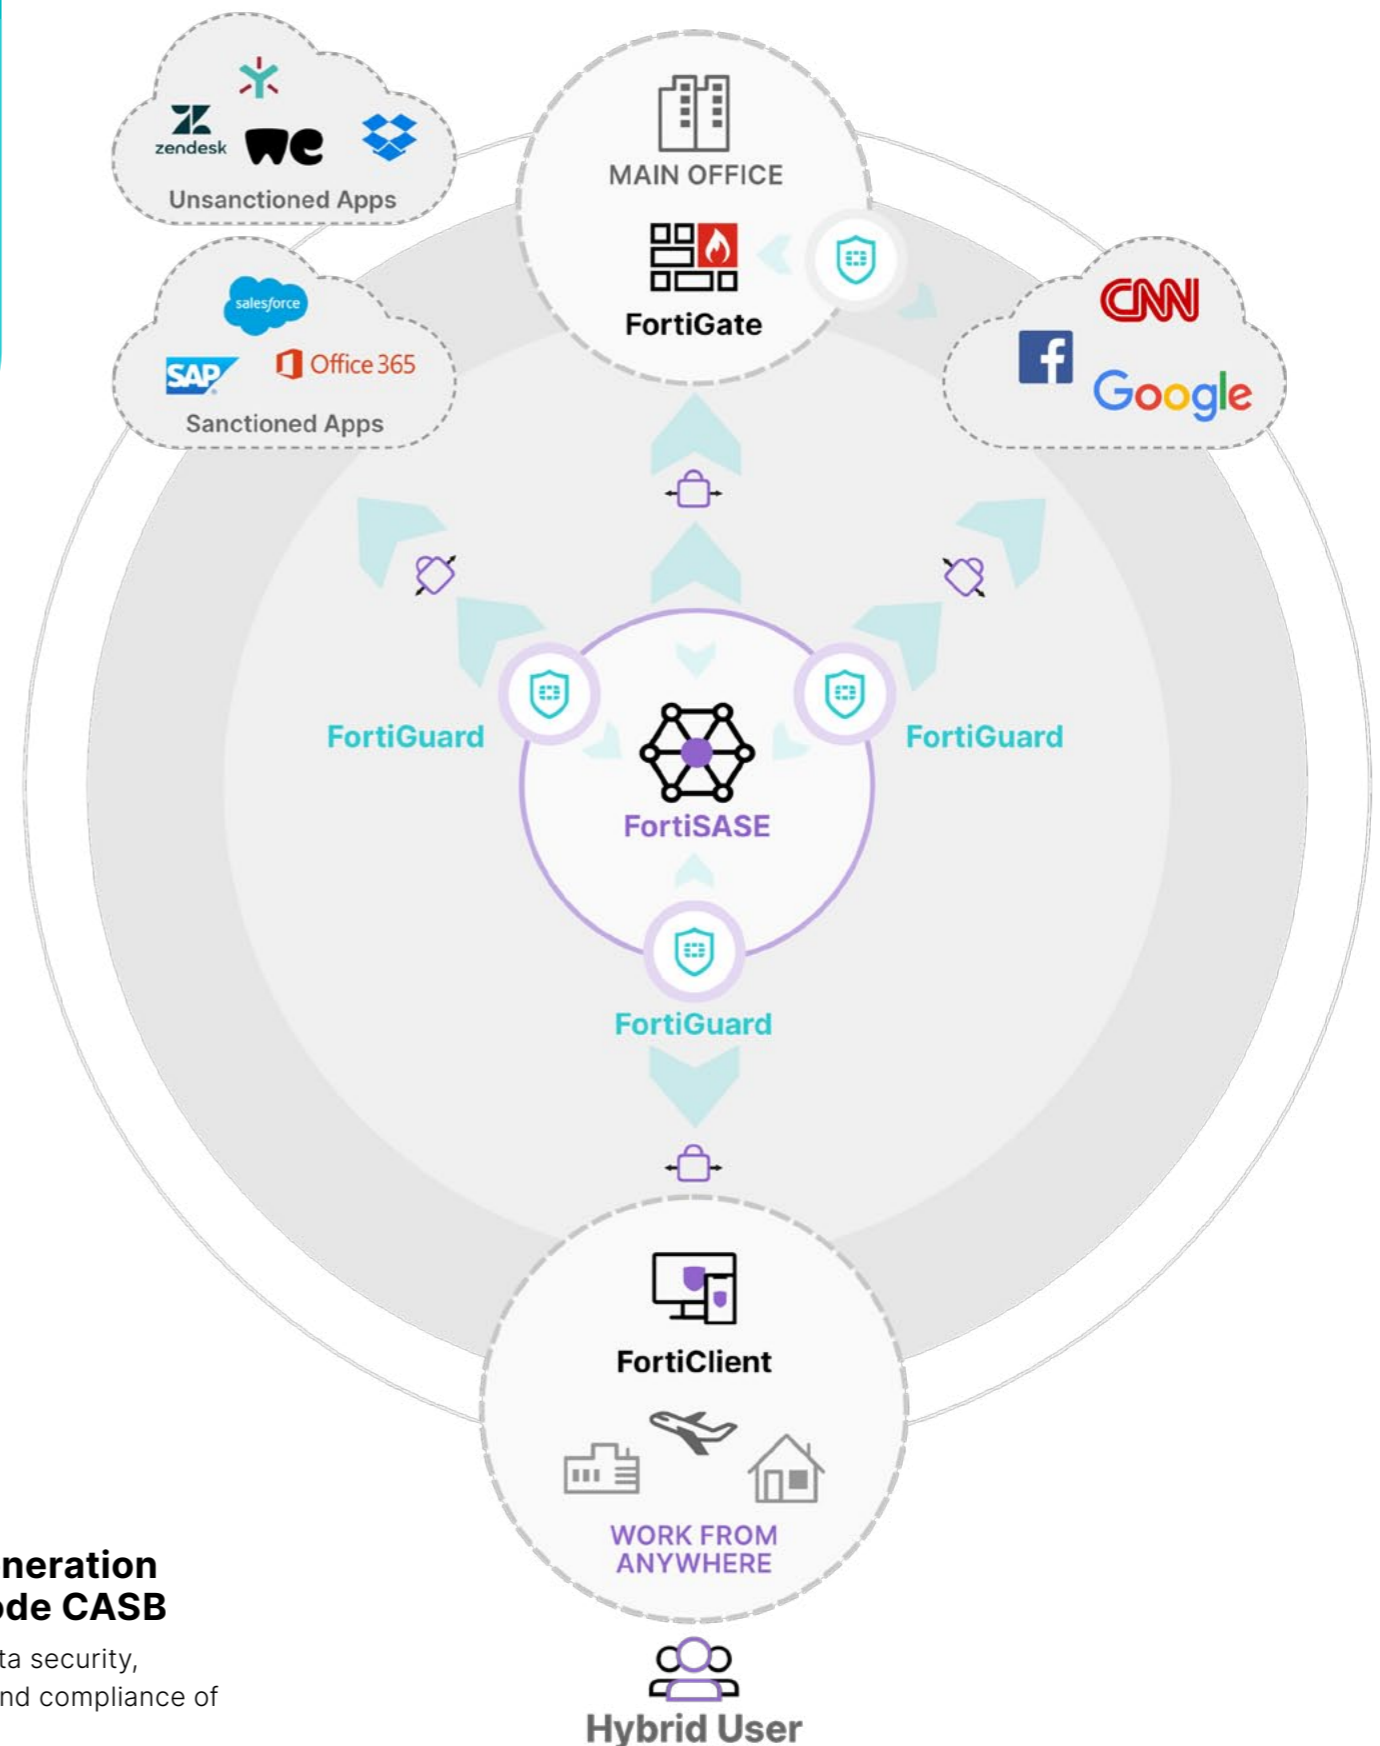 zendesk
we
Unsanctioned Apps
salesforce
SAP
Office 365
Sanctioned Apps
MAIN OFFICE
FortiGate
CNN
f
Google
FortiGuard
FortiGuard
FortiSASE
FortiGuard
FortiClient
WORK FROM
ANYWHERE
Hybrid User
neration
ode CASB
ta security,
nd compliance of